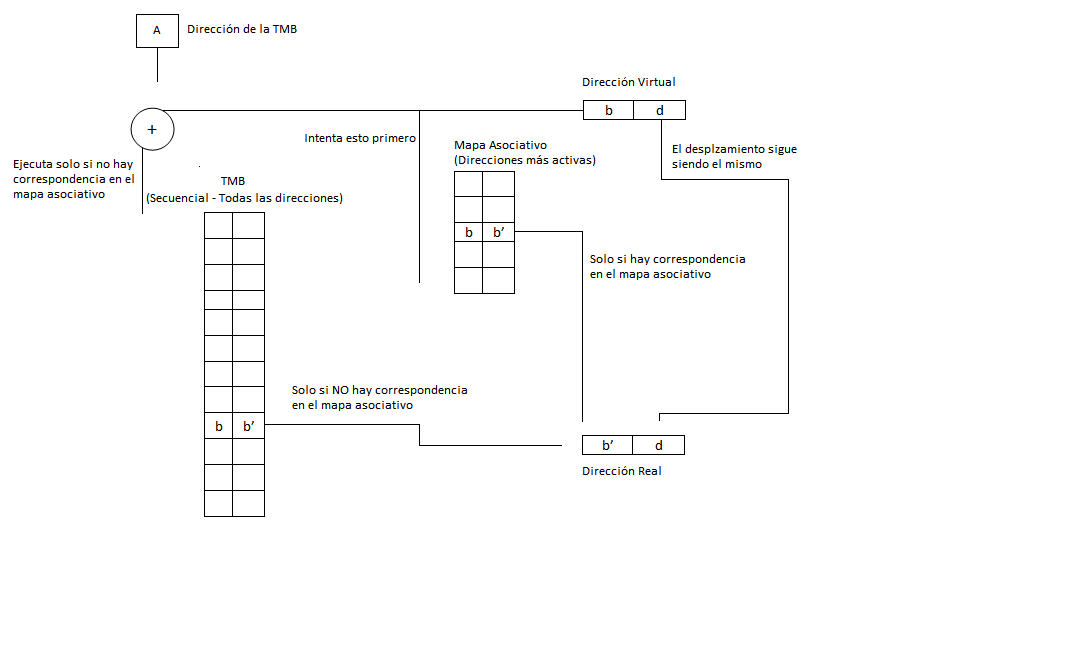 A
Dirección de la TMB
Dirección Virtual
b
d
+
Intenta esto primero
Mapa Asociativo
(Direcciones más activas)
El desplzamiento sigue
siendo el mismo
Ejecuta solo si no hay
correspondencia en el
mapa asociativo
TMB
(Secuencial - Todas las direcciones)
b
b’
Solo si hay correspondencia
en el mapa asociativo
Solo si NO hay correspondencia
en el mapa asociativo
b
b’
b’
d
Dirección Real